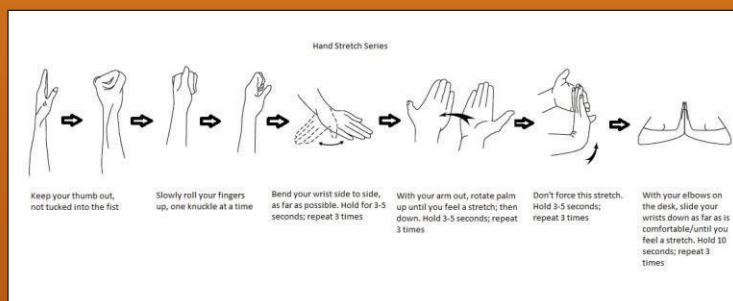 Hand Stretch Series
Keep your thumb out,
not tucked into the fist
Slowly roll your fingers
up, one knuckle at a time
Bend your wrist side to side,
as far as possible. Hold for 3-5
seconds; repeat 3 times
With your arm out, rotate palm
up until you feel a stretch; then
down. Hold 3-5 seconds; repeat
3 times
Don't force this stretch.
Hold 3-5 seconds;
repeat 3 times
With your elbows on
the desk, slide your
wrists down as far as is
comfortable/until you
feel a stretch. Hold 10
seconds; repeat 3
times